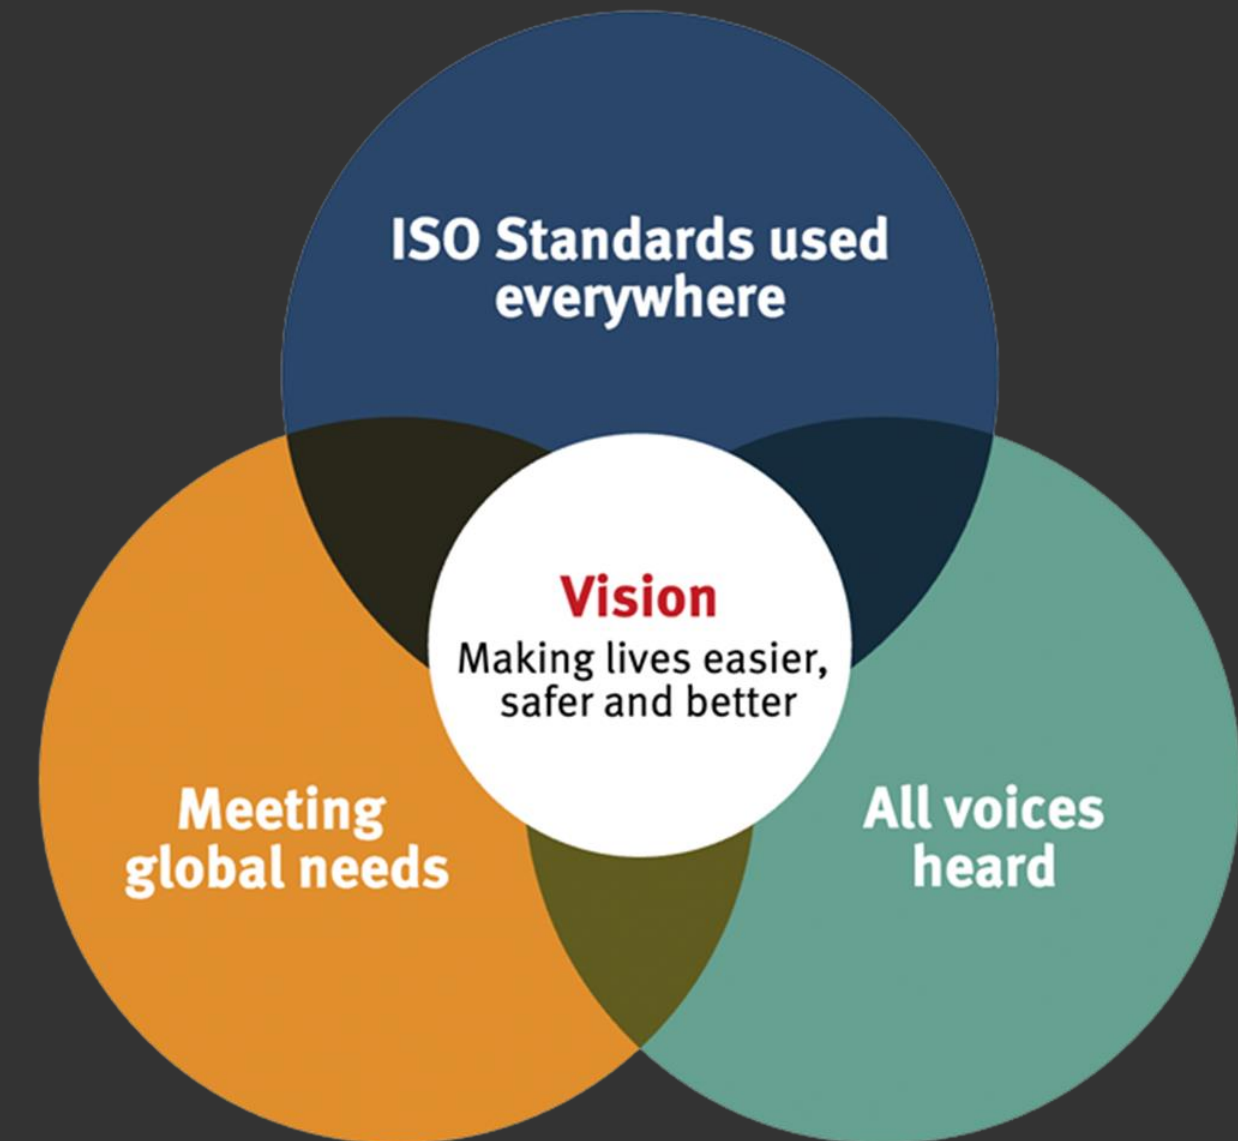 ISO Standards used
everywhere
Vision
Making lives easier,
safer and better
Meeting
global needs
All voices
heard